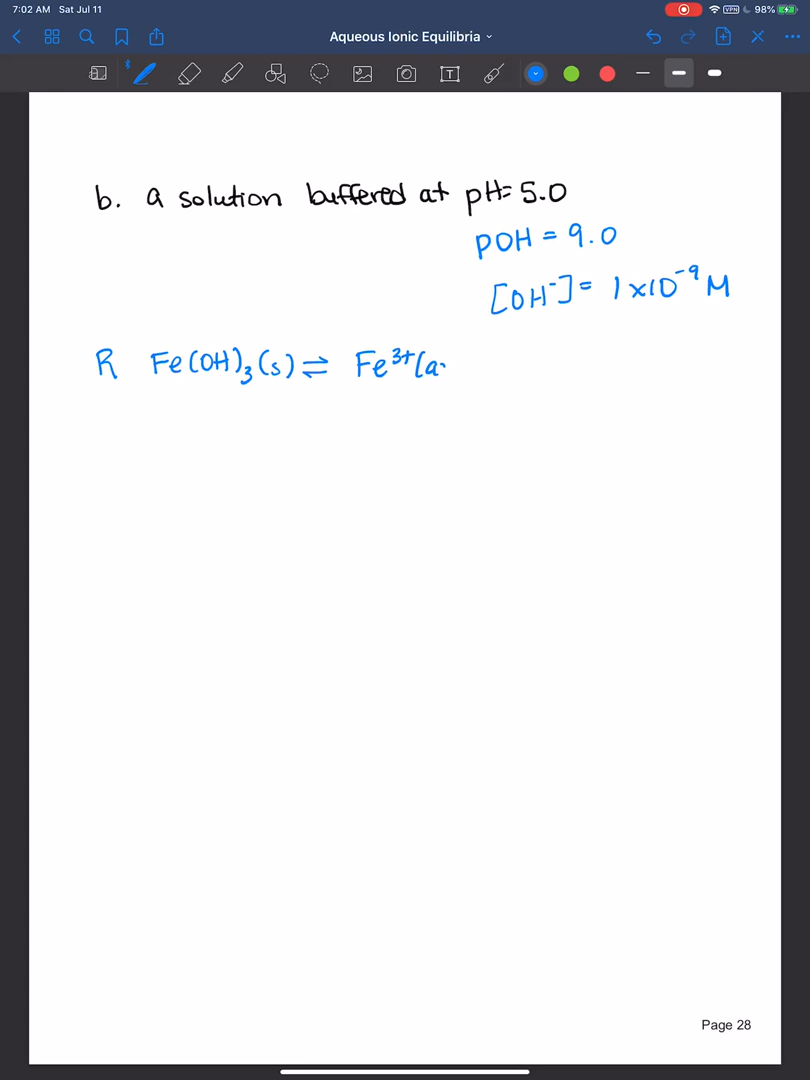 7:02 AM Sat Jul 11 VPN 98%
Aqueous Ionic Equilibria
T
b. a solution buffered at pH= 5.0
POH = 9.0
[OH⁻] = 1x10⁻⁹ M
R Fe(OH)₃(s) ⇌ Fe³⁺(a
Page 28